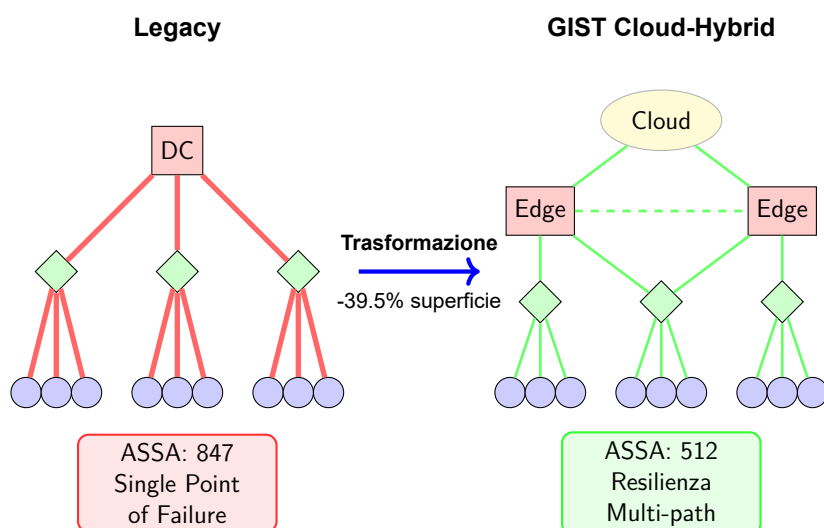 Legacy
GIST Cloud-Hybrid
Cloud
DC
Edge
Edge
Trasformazione
-39.5% superficie
ASSA: 847
Single Point
of Failure
ASSA: 512
Resilienza
Multi-path